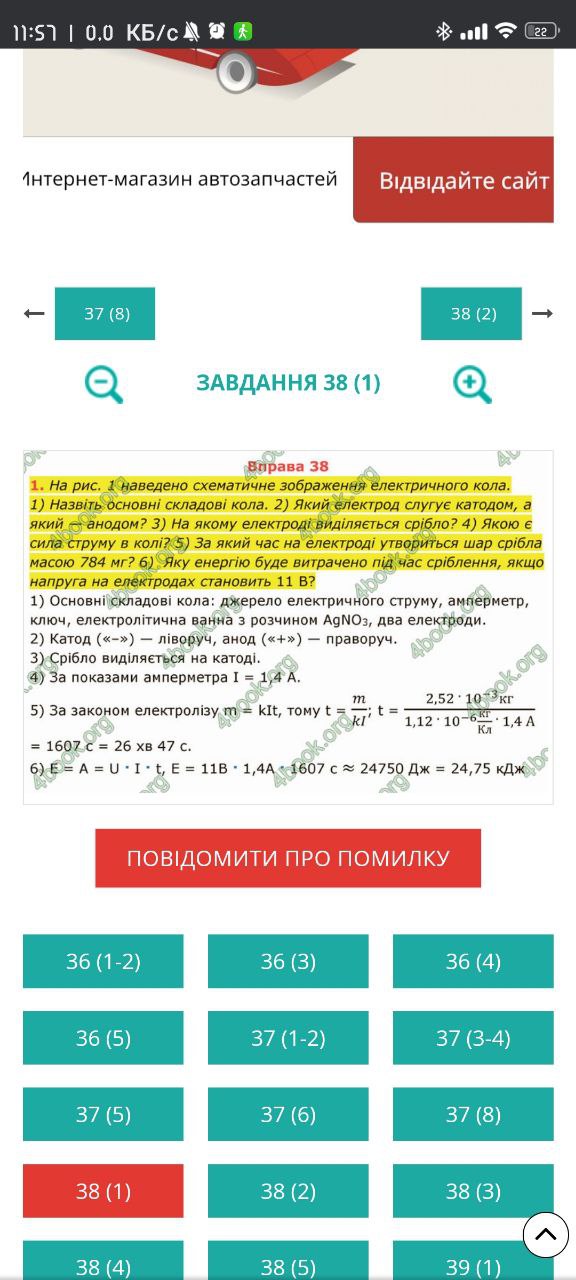 11:57 | 0,0 КБ/с
22
Интернет-магазин автозапчастей
Відвідайте сайт
← 37 (8)
38 (2) →
ЗАВДАННЯ 38 (1)
Вправа 38
1. На рис. 1 наведено схематичне зображення електричного кола.
1) Назвіть основні складові кола. 2) Який електрод слугує катодом, а
який — анодом? 3) На якому електроді виділяється срібло? 4) Якою є
сила струму в колі? 5) За який час на електроді утвориться шар срібла
масою 784 мг? 6) Яку енергію буде витрачено під час сріблення, якщо
напруга на електродах становить 11 В?
1) Основні складові кола: джерело електричного струму, амперметр,
ключ, електролітична ванна з розчином AgNO₃, два електроди.
2) Катод («–») — ліворуч, анод («+») — праворуч.
3) Срібло виділяється на катоді.
4) За показами амперметра I = 1,4 А.
5) За законом електролізу m = kIt, тому t = m/kI; t = 2,52 · 10⁻³кг / 1,12 · 10⁻⁶ кг/Кл · 1,4 А
= 1607 с = 26 хв 47 с.
6) E = A = U · I · t, E = 11В · 1,4А · 1607 с ≈ 24750 Дж = 24,75 кДж
4book.org
ПОВІДОМИТИ ПРО ПОМИЛКУ
36 (1-2)
36 (3)
36 (4)
36 (5)
37 (1-2)
37 (3-4)
37 (5)
37 (6)
37 (8)
38 (1)
38 (2)
38 (3)
38 (4)
38 (5)
39 (1)